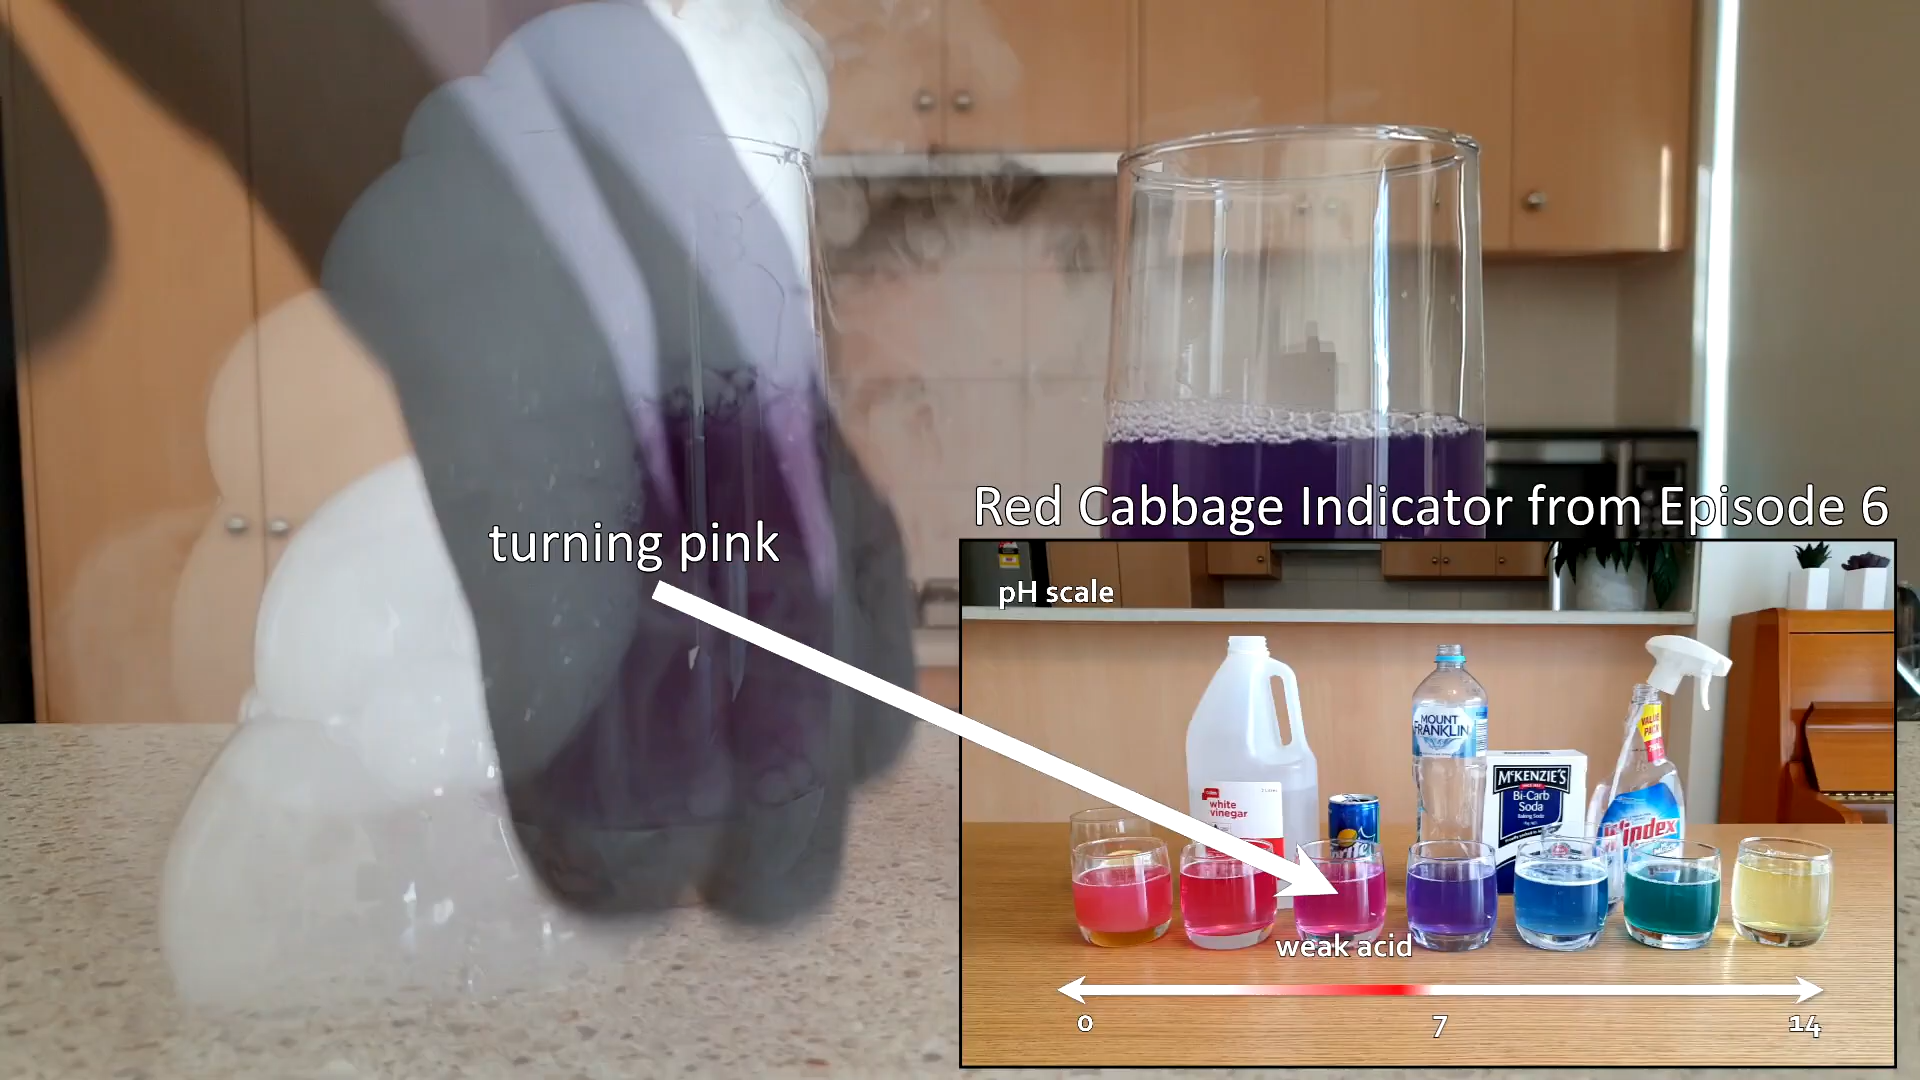 Red Cabbage Indicator from Episode 6
turning pink
pH scale
MOUNT
FRANKLIN
VALUE
PACK
McKENZIE'S
Bi-Carb
Soda
white
vinegar
Windex
weak acid
0
7
14